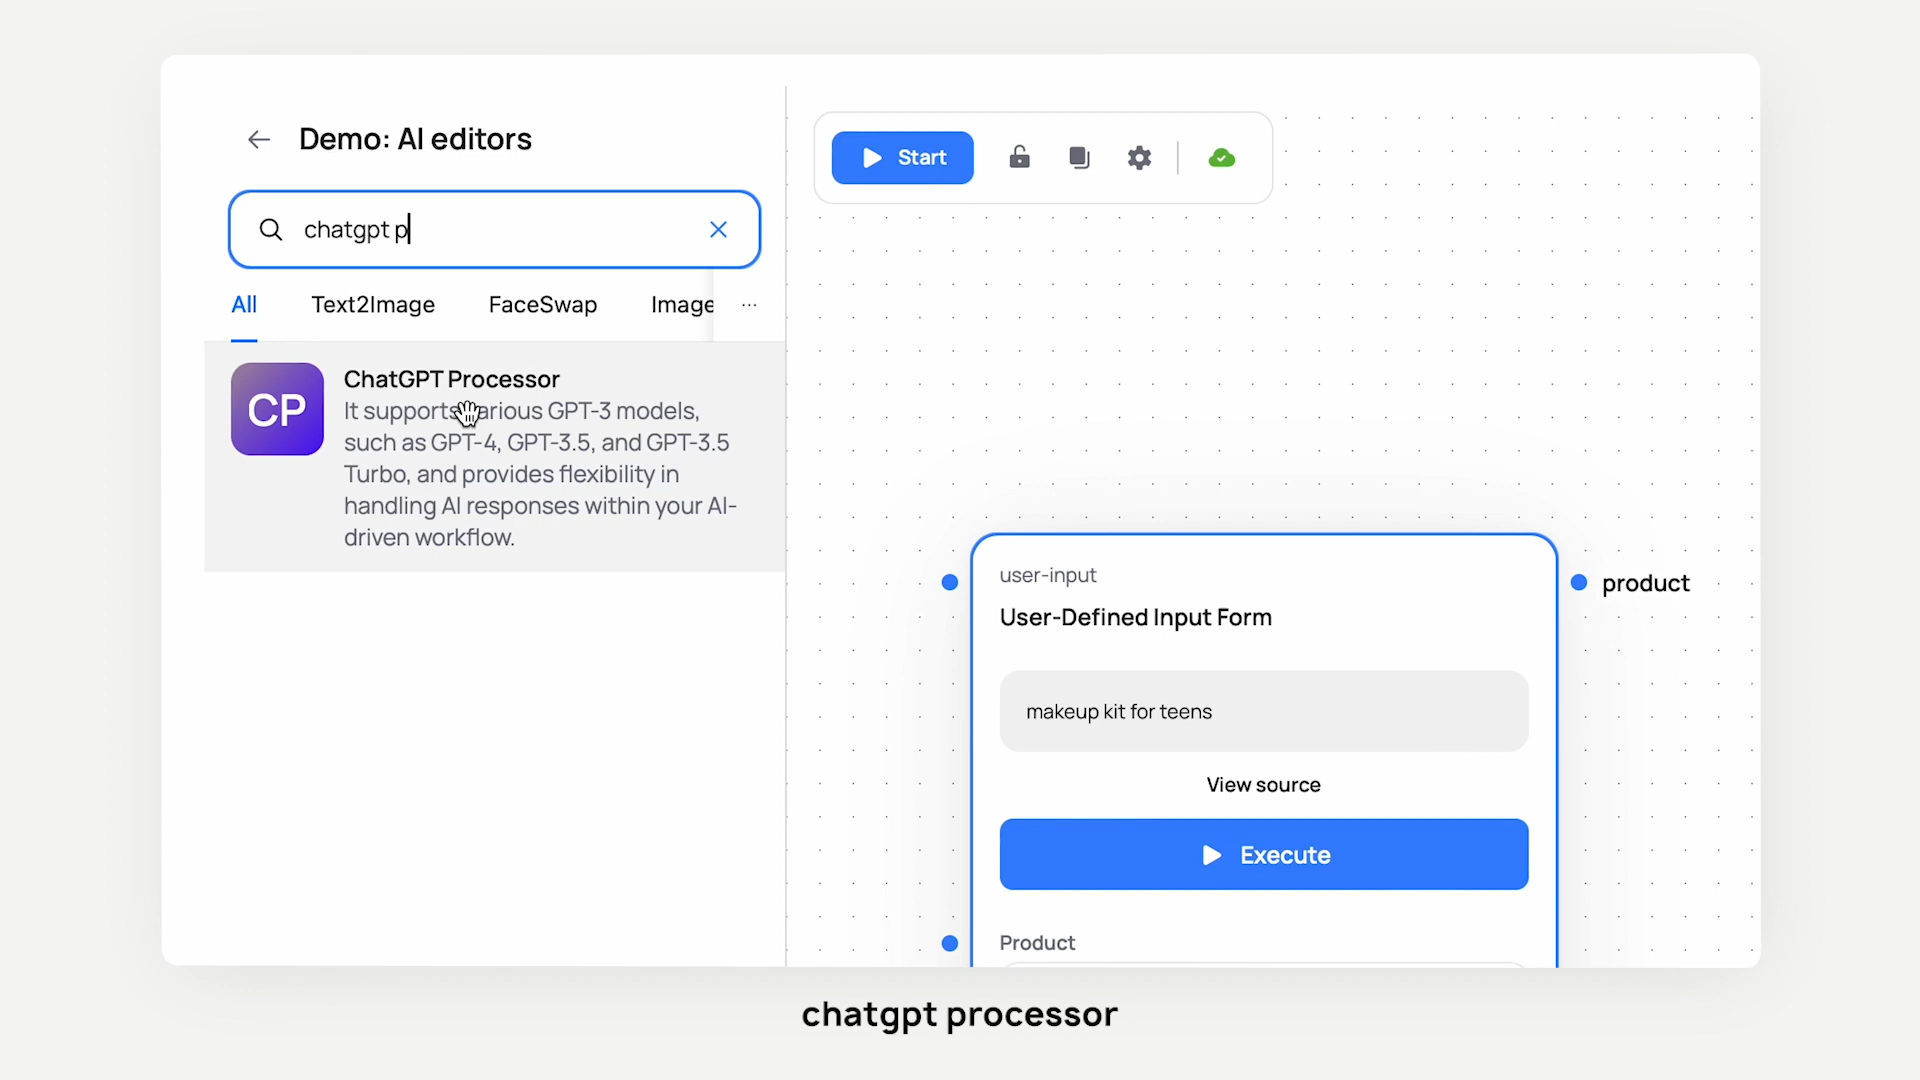 Demo: AI editors
chatgpt p
All Text2Image FaceSwap Image ...
CP
ChatGPT Processor
It supports various GPT-3 models,
such as GPT-4, GPT-3.5, and GPT-3.5
Turbo, and provides flexibility in
handling AI responses within your AI-
driven workflow.
Start
user-input
User-Defined Input Form
makeup kit for teens
View source
Execute
Product
product
chatgpt processor